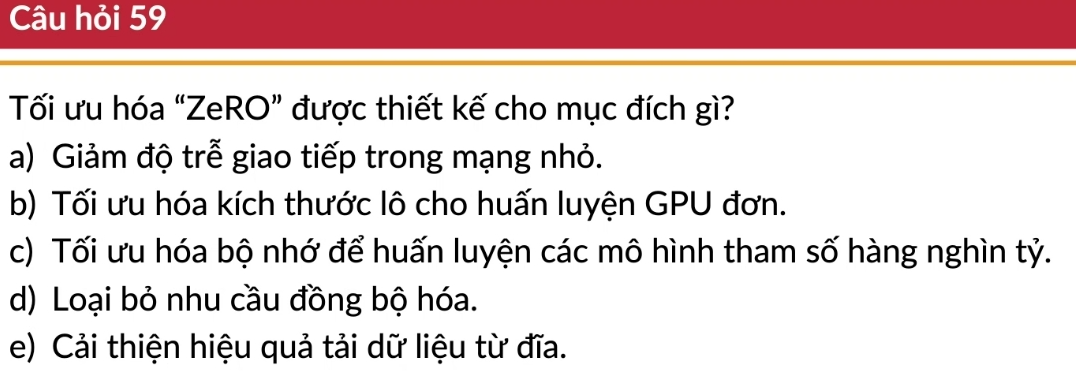 Câu hỏi 59
Tối ưu hóa “ZeRO” được thiết kế cho mục đích gì?
a) Giảm độ trễ giao tiếp trong mạng nhỏ.
b) Tối ưu hóa kích thước lô cho huấn luyện GPU đơn.
c) Tối ưu hóa bộ nhớ để huấn luyện các mô hình tham số hàng nghìn tỷ.
d) Loại bỏ nhu cầu đồng bộ hóa.
e) Cải thiện hiệu quả tải dữ liệu từ đĩa.